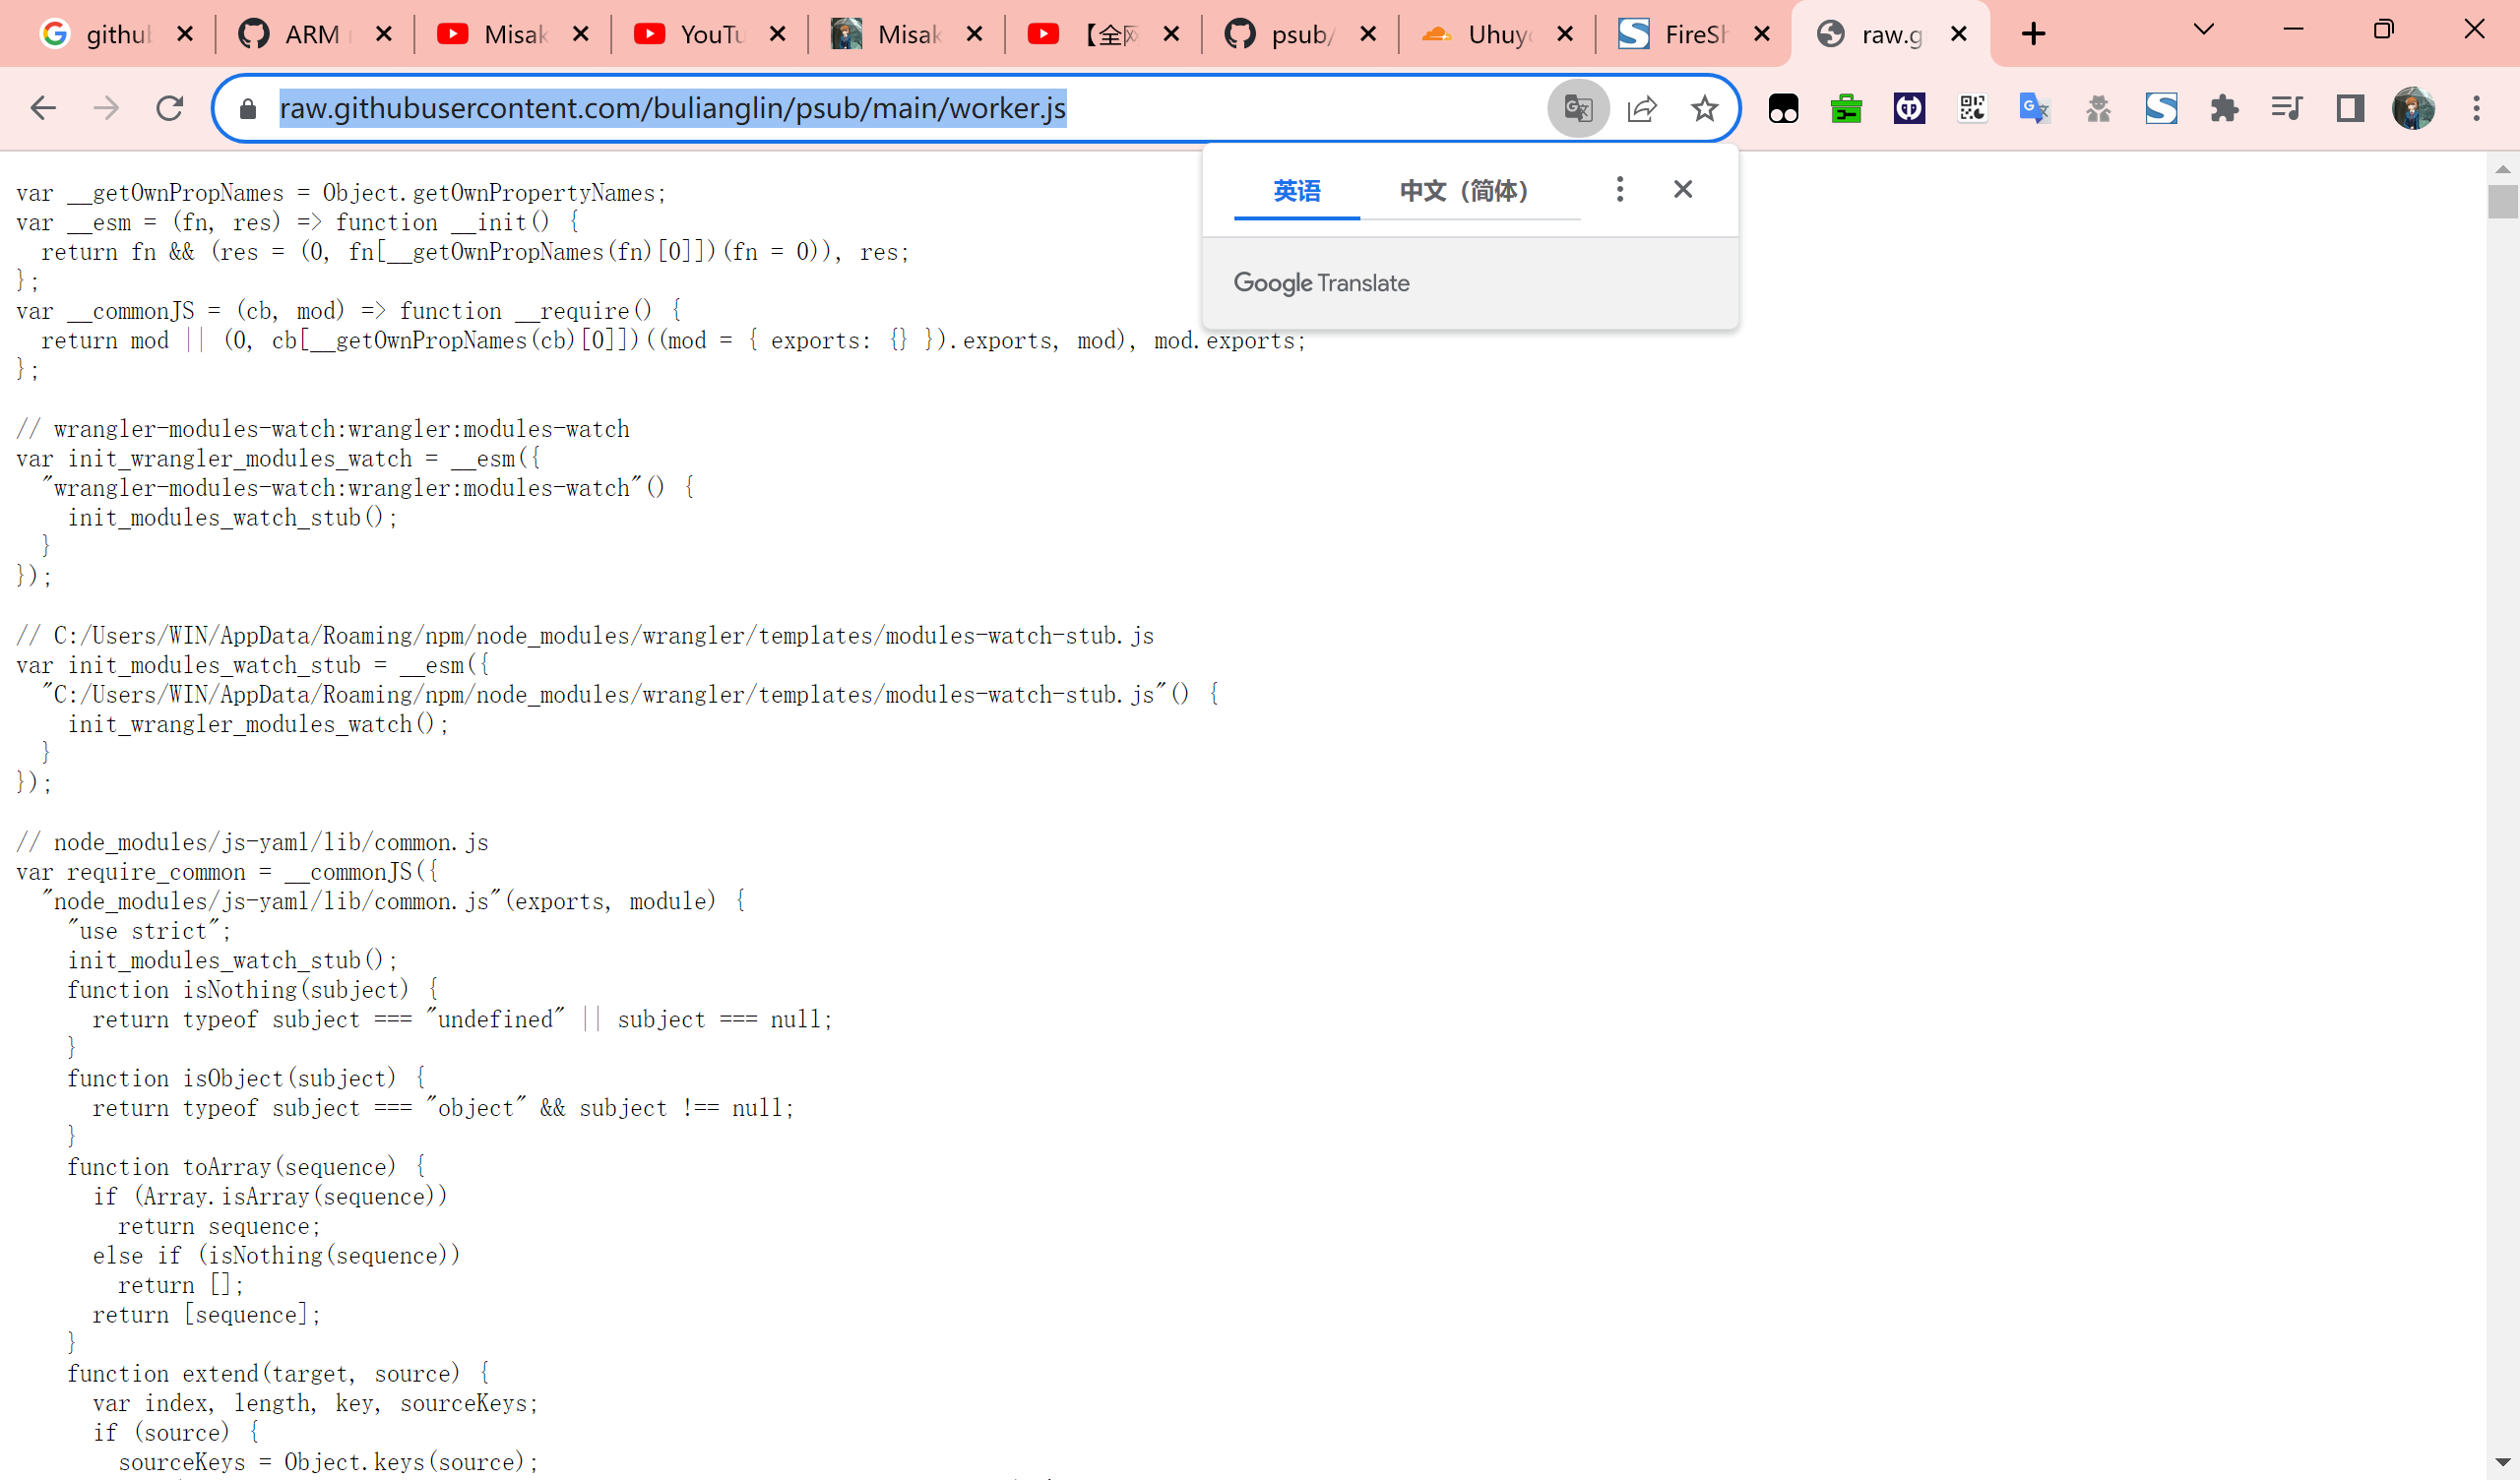 githu
ARM
Misak
YouTu
Misak
【全网
psub/
Uhuy
FireSh
raw.g
raw.githubusercontent.com/bulianglin/psub/main/worker.js
英语
中文（简体）
Google Translate
var __getOwnPropNames = Object.getOwnPropertyNames;
var __esm = (fn, res) => function __init() {
  return fn && (res = (0, fn[__getOwnPropNames(fn)[0]])(fn = 0)), res;
};
var __commonJS = (cb, mod) => function __require() {
  return mod || (0, cb[__getOwnPropNames(cb)[0]])((mod = { exports: {} }).exports, mod), mod.exports;
};
// wrangler-modules-watch:wrangler:modules-watch
var init_wrangler_modules_watch = __esm({
  "wrangler-modules-watch:wrangler:modules-watch"() {
    init_modules_watch_stub();
  }
});
// C:/Users/WIN/AppData/Roaming/npm/node_modules/wrangler/templates/modules-watch-stub.js
var init_modules_watch_stub = __esm({
  "C:/Users/WIN/AppData/Roaming/npm/node_modules/wrangler/templates/modules-watch-stub.js"() {
    init_wrangler_modules_watch();
  }
});
// node_modules/js-yaml/lib/common.js
var require_common = __commonJS({
  "node_modules/js-yaml/lib/common.js"(exports, module) {
    "use strict";
    init_modules_watch_stub();
    function isNothing(subject) {
      return typeof subject === "undefined" || subject === null;
    }
    function isObject(subject) {
      return typeof subject === "object" && subject !== null;
    }
    function toArray(sequence) {
      if (Array.isArray(sequence))
        return sequence;
      else if (isNothing(sequence))
        return [];
      return [sequence];
    }
    function extend(target, source) {
      var index, length, key, sourceKeys;
      if (source) {
        sourceKeys = Object.keys(source);